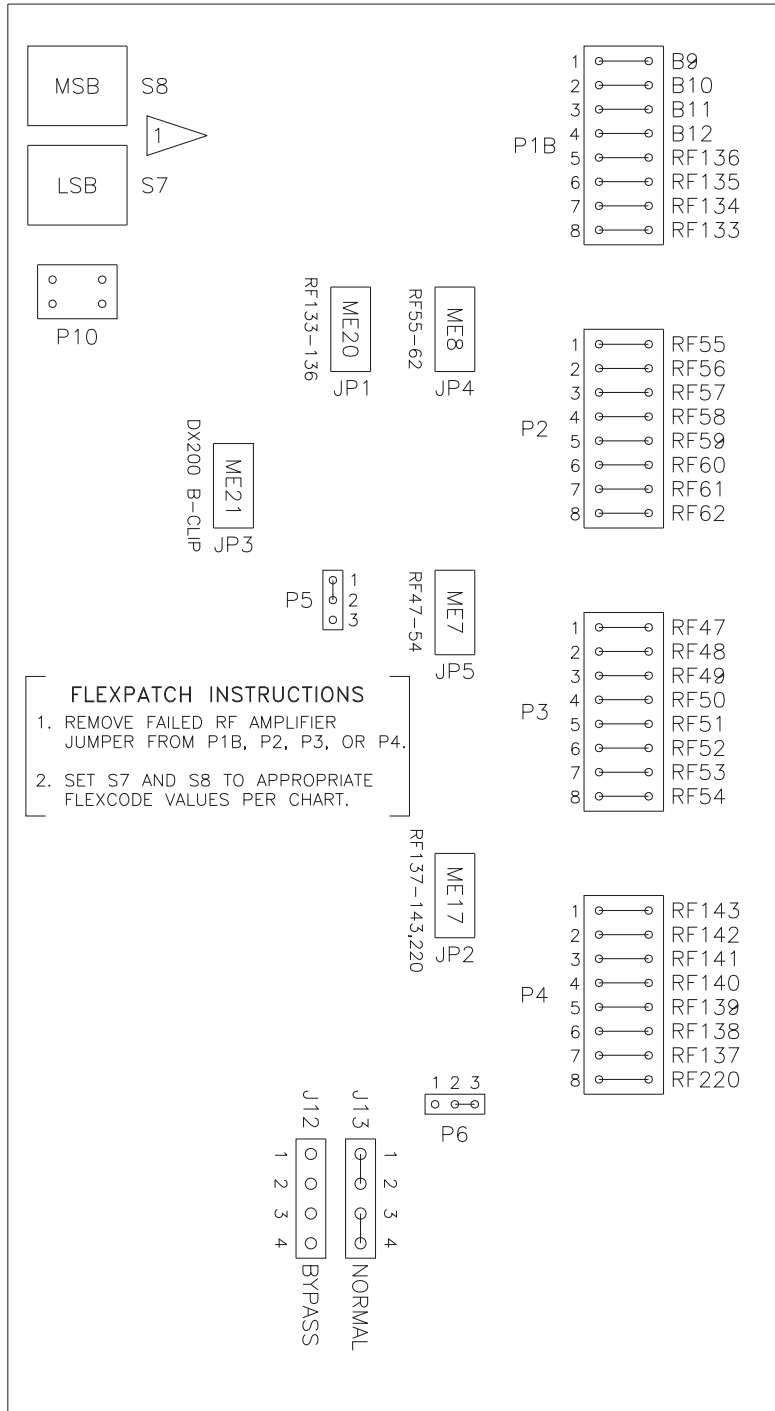 MSB S8
1
LSB S7
P10
P1B
1 B9
2 B10
3 B11
4 B12
5 RF136
6 RF135
7 RF134
8 RF133
RF133-136
ME20
JP1
RF55-62
ME8
JP4
P2
1 RF55
2 RF56
3 RF57
4 RF58
5 RF59
6 RF60
7 RF61
8 RF62
DX200 B-CLIP
ME21
JP3
P5
1
2
3
RF47-54
ME7
JP5
P3
1 RF47
2 RF48
3 RF49
4 RF50
5 RF51
6 RF52
7 RF53
8 RF54
FLEXPATCH INSTRUCTIONS
1. REMOVE FAILED RF AMPLIFIER
JUMPER FROM P1B, P2, P3, OR P4.
2. SET S7 AND S8 TO APPROPRIATE
FLEXCODE VALUES PER CHART.
RF137-143,220
ME17
JP2
P4
1 RF143
2 RF142
3 RF141
4 RF140
5 RF139
6 RF138
7 RF137
8 RF220
1 2 3
P6
J12
1 2 3 4
BYPASS
J13
1 2 3 4
NORMAL